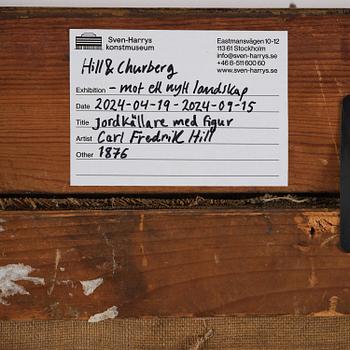 Sven-Harrys
konstmuseum
Eastmansvägen 10-12
113 61 Stockholm
info@sven-harrys.se
+46 8-511 600 60
www.sven-harrys.se
Hill & Churberg
Exhibition – mot ett nytt landskap
Date 2024-04-19 - 2024-09-15
Title Jordkällare med figur
Artist Carl Fredrik Hill
Other 1876